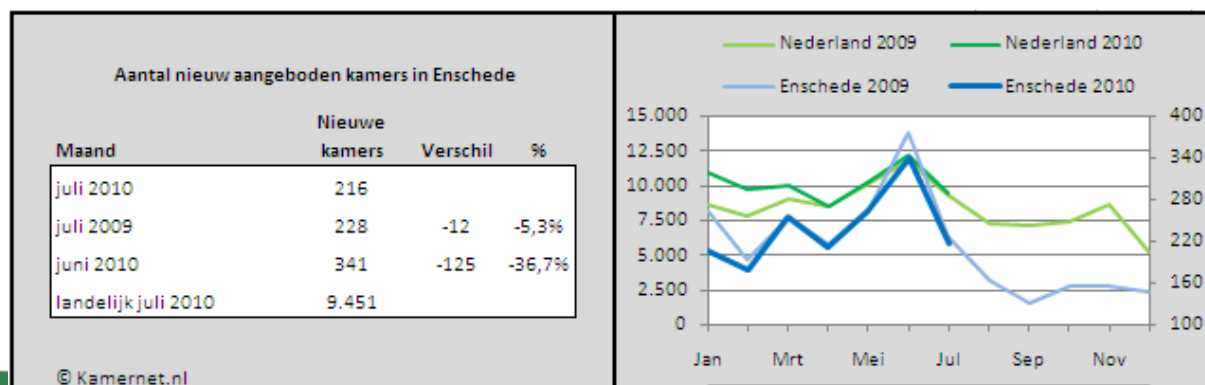 Aantal nieuw aangeboden kamers in Enschede
Nieuwe
Maand kamers Verschil %
juli 2010 216
juli 2009 228 -12 -5,3%
juni 2010 341 -125 -36,7%
landelijk juli 2010 9.451
© Kamernet.nl
Nederland 2009 Nederland 2010
Enschede 2009 Enschede 2010
15.000 400
12.500 340
10.000 280
7.500
5.000 220
2.500 160
0 100
Jan Mrt Mei Jul Sep Nov